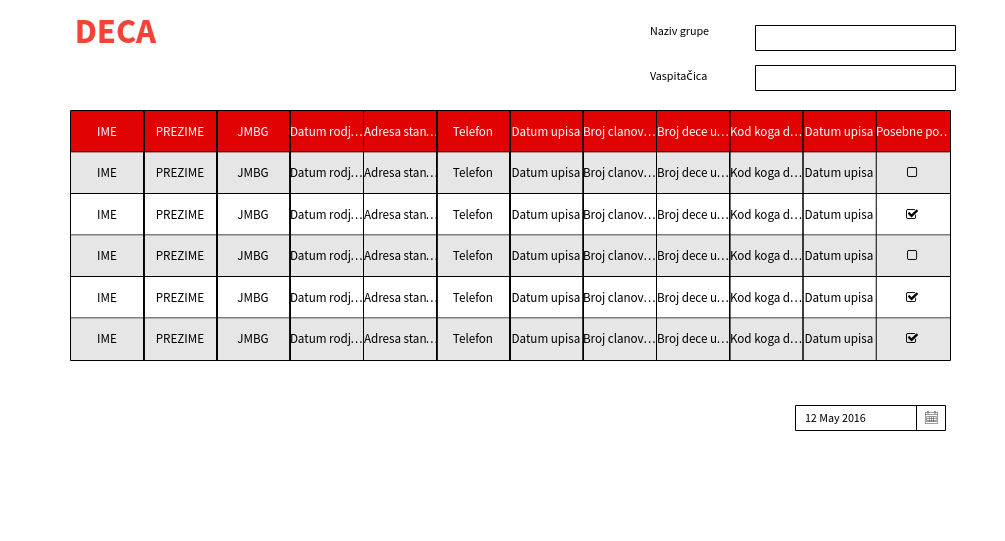 DECA
Naziv grupe
Vaspitačica
IME PREZIME JMBG Datum rodj... Adresa stan... Telefon Datum upisa Broj clanov... Broj dece u... Kod koga d... Datum upisa Posebne po...
IME PREZIME JMBG Datum rodj... Adresa stan... Telefon Datum upisa Broj clanov... Broj dece u... Kod koga d... Datum upisa
IME PREZIME JMBG Datum rodj... Adresa stan... Telefon Datum upisa Broj clanov... Broj dece u... Kod koga d... Datum upisa
IME PREZIME JMBG Datum rodj... Adresa stan... Telefon Datum upisa Broj clanov... Broj dece u... Kod koga d... Datum upisa
IME PREZIME JMBG Datum rodj... Adresa stan... Telefon Datum upisa Broj clanov... Broj dece u... Kod koga d... Datum upisa
IME PREZIME JMBG Datum rodj... Adresa stan... Telefon Datum upisa Broj clanov... Broj dece u... Kod koga d... Datum upisa
12 May 2016